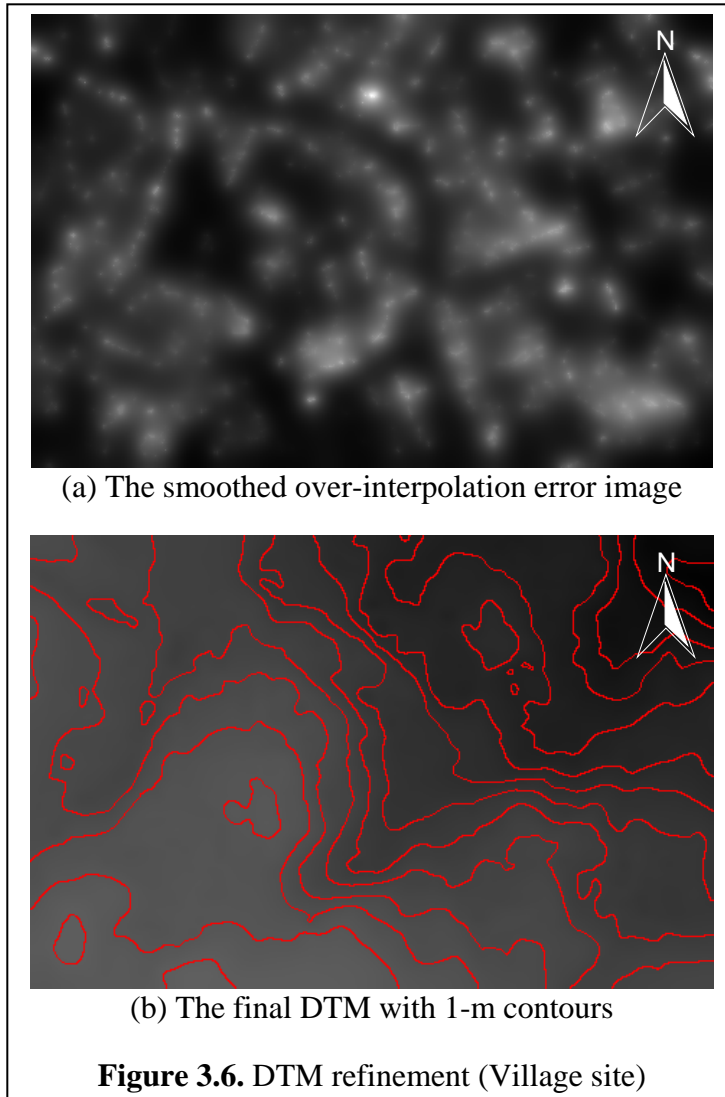 N
(a) The smoothed over-interpolation error image
N
(b) The final DTM with 1-m contours
Figure 3.6. DTM refinement (Village site)